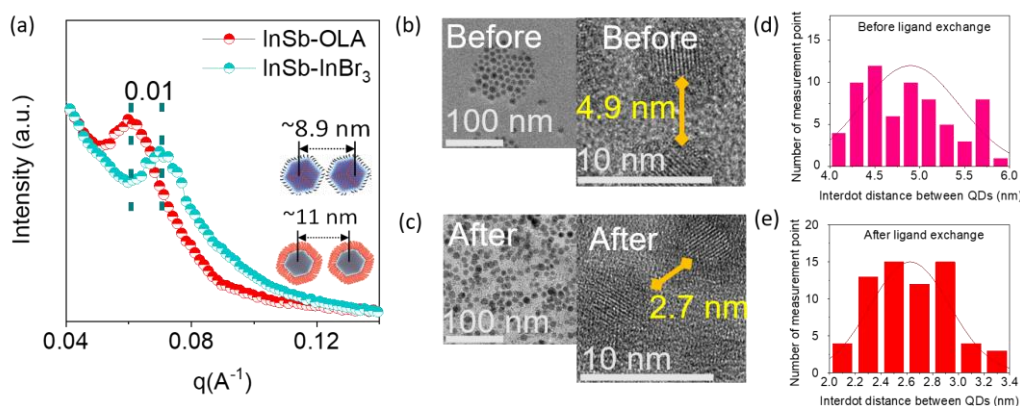 (a)
Intensity (a.u.)
InSb-OLA
InSb-InBr3
0.01
~8.9 nm
~11 nm
0.04
0.08
0.12
q(A-1)
(b)
Before
100 nm
Before
4.9 nm
10 nm
(c)
After
100 nm
After
2.7 nm
10 nm
(d)
Number of measurement point
15
10
5
0
Before ligand exchange
4.0 4.5 5.0 5.5 6.0
Interdot distance between QDs (nm)
(e)
Number of measurement point
20
15
10
5
0
After ligand exchange
2.0 2.2 2.4 2.6 2.8 3.0 3.2 3.4
Interdot distance between QDs (nm)